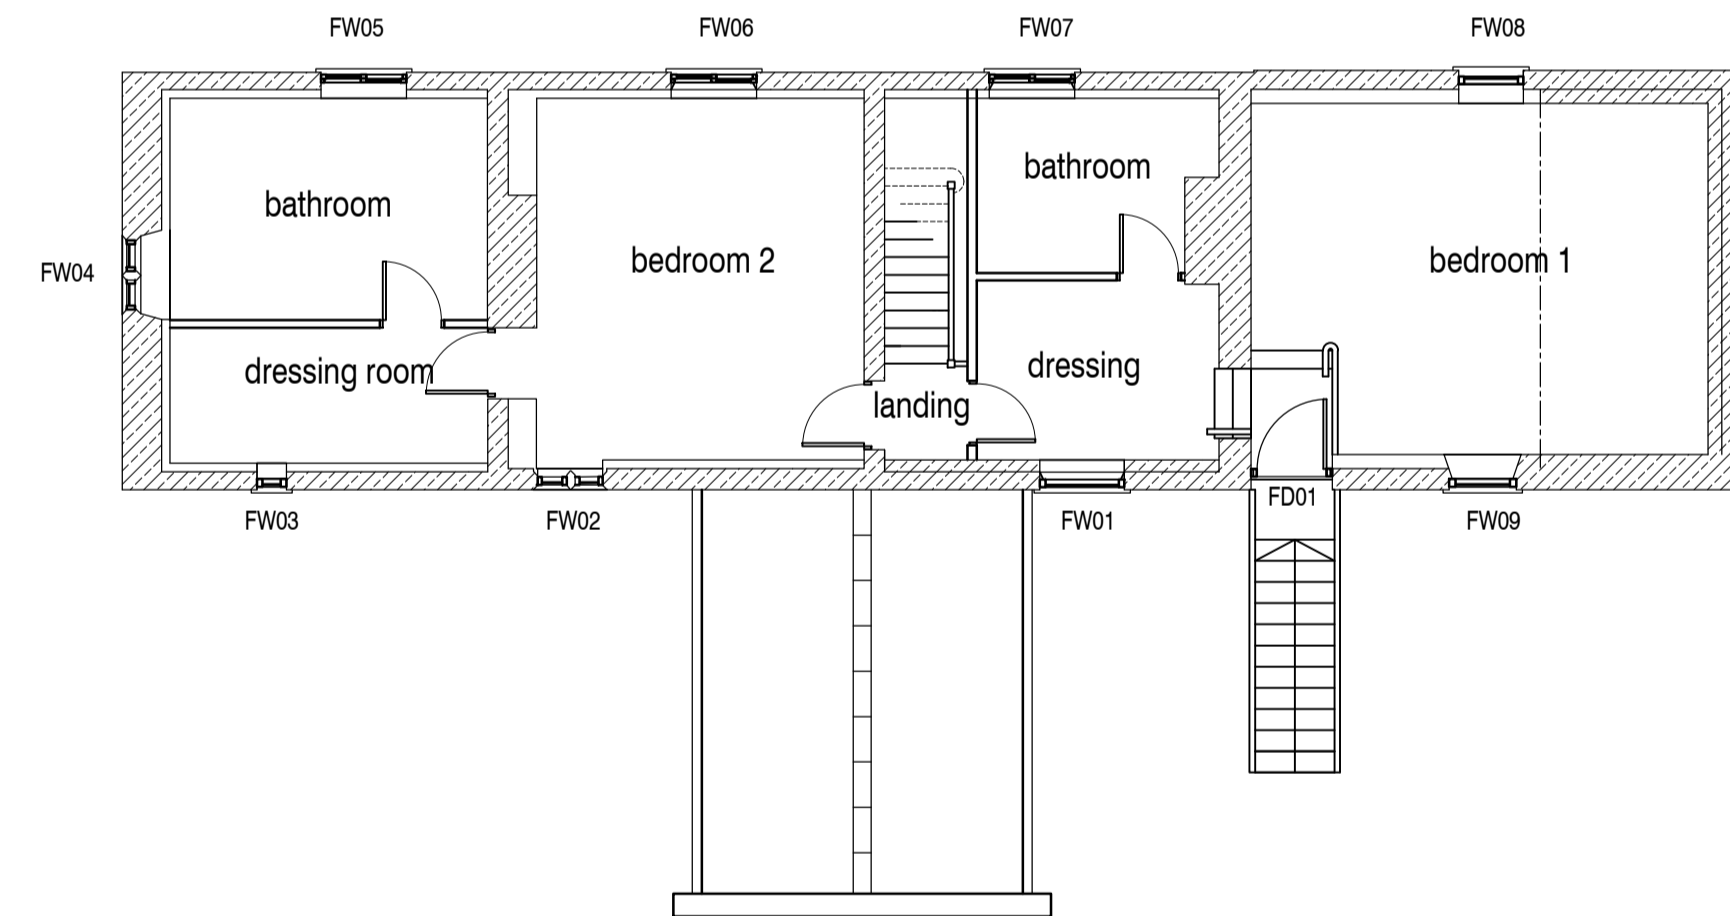 FW05
FW06
FW07
FW08
bathroom
bathroom
FW04
bedroom 2
bedroom 1
dressing room
dressing
landing
FD01
FW03
FW02
FW01
FW09